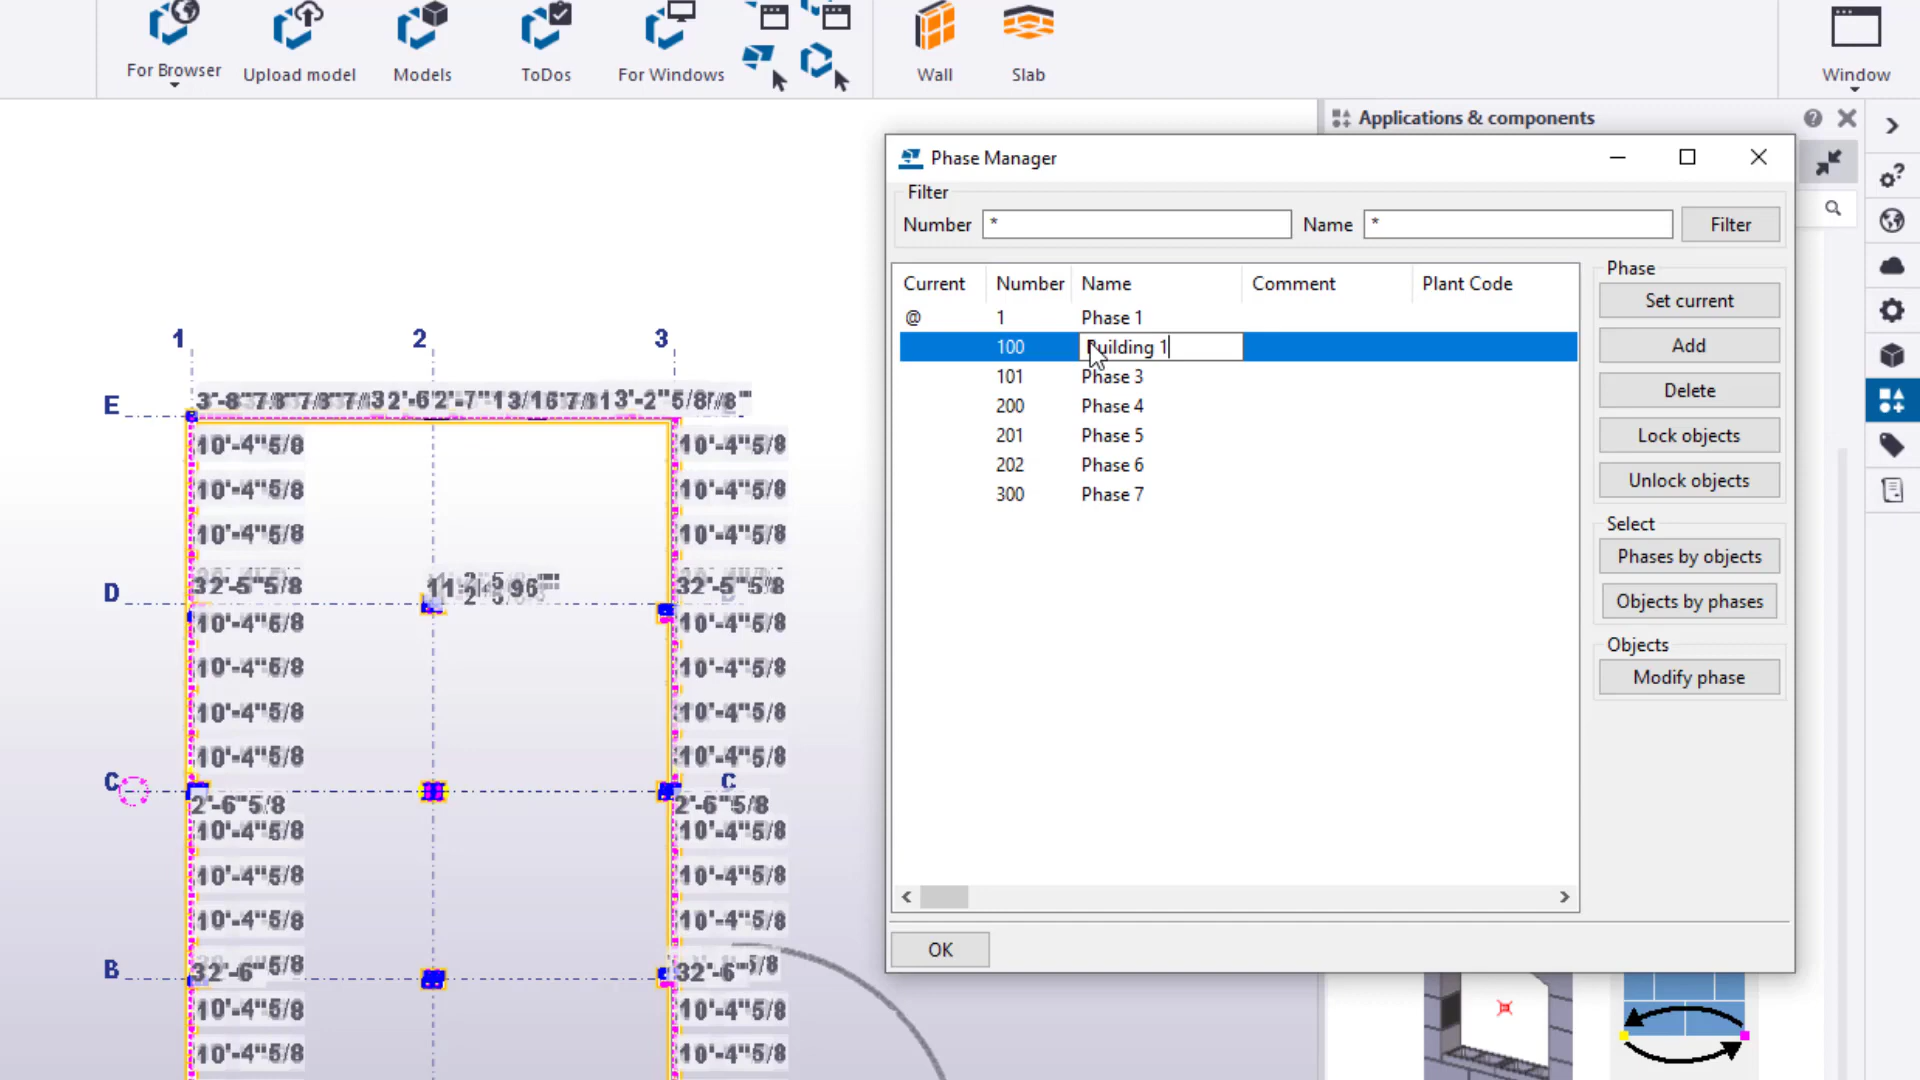 For Browser
Upload model
Models
ToDos
For Windows
Wall
Slab
Window
Applications & components
Phase Manager
Filter
Number * Name * Filter
Current Number Name Comment Plant Code
@ 1 Phase 1
100 Building 1
101 Phase 3
200 Phase 4
201 Phase 5
202 Phase 6
300 Phase 7
Phase
Set current
Add
Delete
Lock objects
Unlock objects
Select
Phases by objects
Objects by phases
Objects
Modify phase
OK
1 2 3
E
10'-4"5/8 10'-4"5/8
10'-4"5/8 10'-4"5/8
10'-4"5/8 10'-4"5/8
D 32'-5"5/8 32'-5"5/8
10'-4"5/8 10'-4"5/8
10'-4"5/8 10'-4"5/8
10'-4"5/8 10'-4"5/8
10'-4"5/8 10'-4"5/8
C C
2'-6"5/8 2'-6"5/8
10'-4"5/8 10'-4"5/8
10'-4"5/8 10'-4"5/8
10'-4"5/8 10'-4"5/8
B 32'-6" 32'-6"
10'-4"5/8 10'-4"5/8
10'-4"5/8 10'-4"5/8